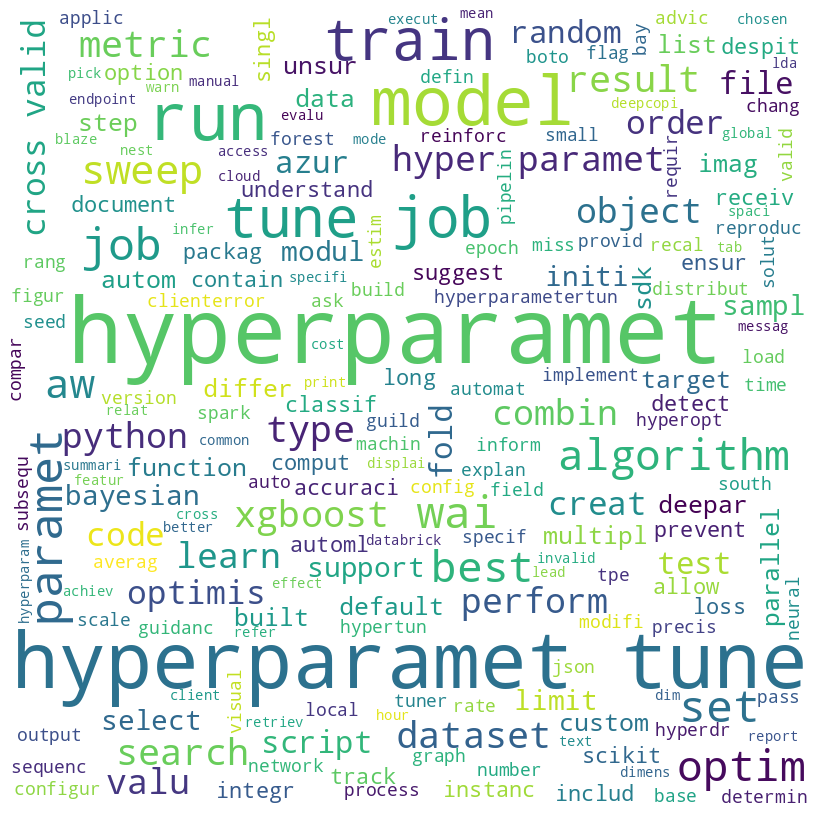 applic execut mean chosen
metric train random advic
singl bay list despit
unsur boto flag
pick option model result lda
warn defin file
endpoint manual data deepcopi chang
cross valid run evalu order
step reinforc small global
blaze forest mode hyper paramet requir valid
nest access imag
sweep cloud azur
understand pipelin receiv
document tune job object spaci
infer estim reproduc
job packag modul epoch miss provid recal tab solut
rang autom contain specifi suggest initi ensur
sdk distribut
figur clienterror ask build hyperparametertun sampl
seed hyperparamet messag
cost
compar long implement load
aw differ print automat target time
version classif
relat spark guild combin detect
python common type machin fold inform hyperopt
subsequ paramet summari function comput displai explan algorithm
featur auto config field south
bayesian cross accuraci creat deepar
xgboost wai
code better automl databrick specif multipl prevent
averag learn support best invalid test parallel
hyperparam achiev effect lead tpe allow
optimis default perform loss neural
scale built modifi
guidanc refer hypertun precis
hyperparamet tune
json
client local tuner rate limit dim set pass
output select visual retriev hour custom
search script dataset text hyperdr report
sequenc network graph number scikit optim
valu track dimens
configur integr process instanc includ base determin